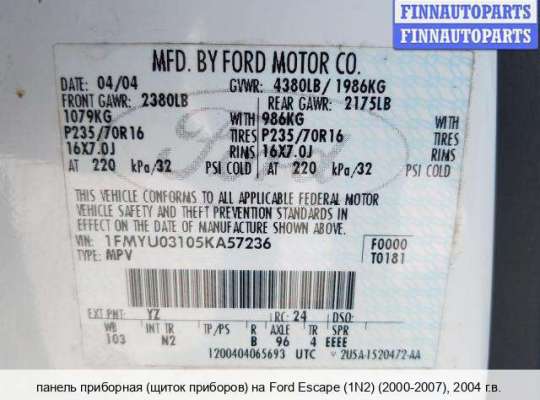 FINNAUTOPARTS
FINNAUTOPARTS
MFD. BY FORD MOTOR CO.
DATE: 04/04 GVWR: 4380LB/ 1986KG
FRONT GAWR: 2380LB REAR GAWR: 2175LB
1079KG WITH 986KG WITH
P235/70R16 TIRES P235/70R16 TIRES
16X7.0J RIMS 16X7.0J RIMS
AT 220 kPa/32 PSI COLD AT 220 kPa/32 PSI COLD
THIS VEHICLE CONFORMS TO ALL APPLICABLE FEDERAL MOTOR
VEHICLE SAFETY AND THEFT PREVENTION STANDARDS IN
EFFECT ON THE DATE OF MANUFACTURE SHOWN ABOVE.
VIN: 1FMYU03105KA57236 F0000
TYPE: MPV T0181
EXT PNT: YZ RC: 24 DSO:
WB INT TR TP/PS R AXLE TR SPR
103 N2 B 96 4 EEEE
1200404065693 UTC 2U5A-1520472-AA
Ford
панель приборная (щиток приборов) на Ford Escape (1N2) (2000-2007), 2004 г.в.